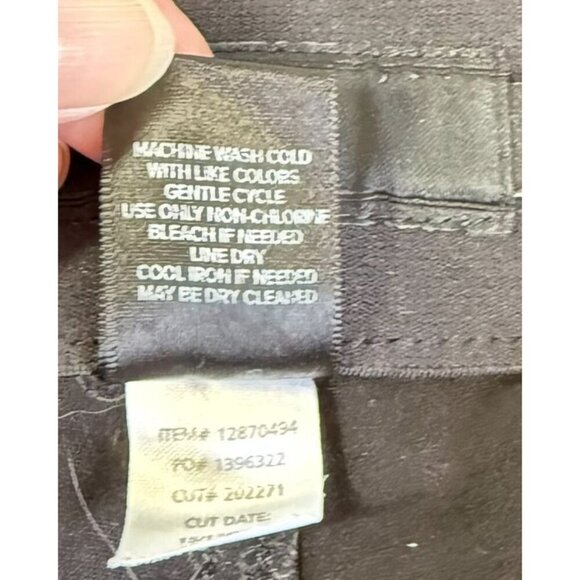 MACHINE WASH COLD
WITH LIKE COLORS
GENTLE CYCLE
USE ONLY NON-CHLORINE
BLEACH IF NEEDED
LINE DRY
COOL IRON IF NEEDED
MAY BE DRY CLEANED
ITEM# 12870494
PO# 1396322
CUT# 202271
CUT DATE: